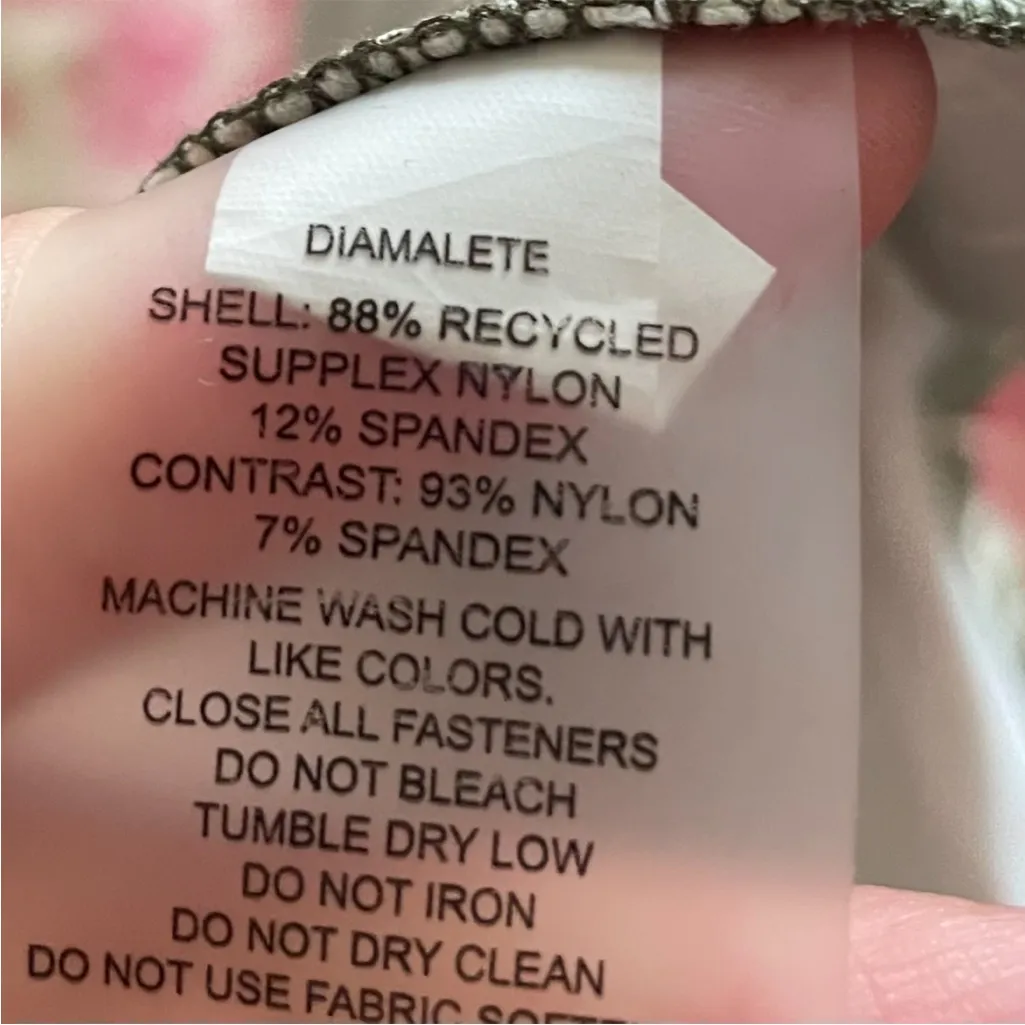 DIAMALETE
SHELL: 88% RECYCLED
SUPPLEX NYLON
12% SPANDEX
CONTRAST: 93% NYLON
7% SPANDEX
MACHINE WASH COLD WITH
LIKE COLORS.
CLOSE ALL FASTENERS
DO NOT BLEACH
TUMBLE DRY LOW
DO NOT IRON
DO NOT DRY CLEAN
DO NOT USE FABRIC